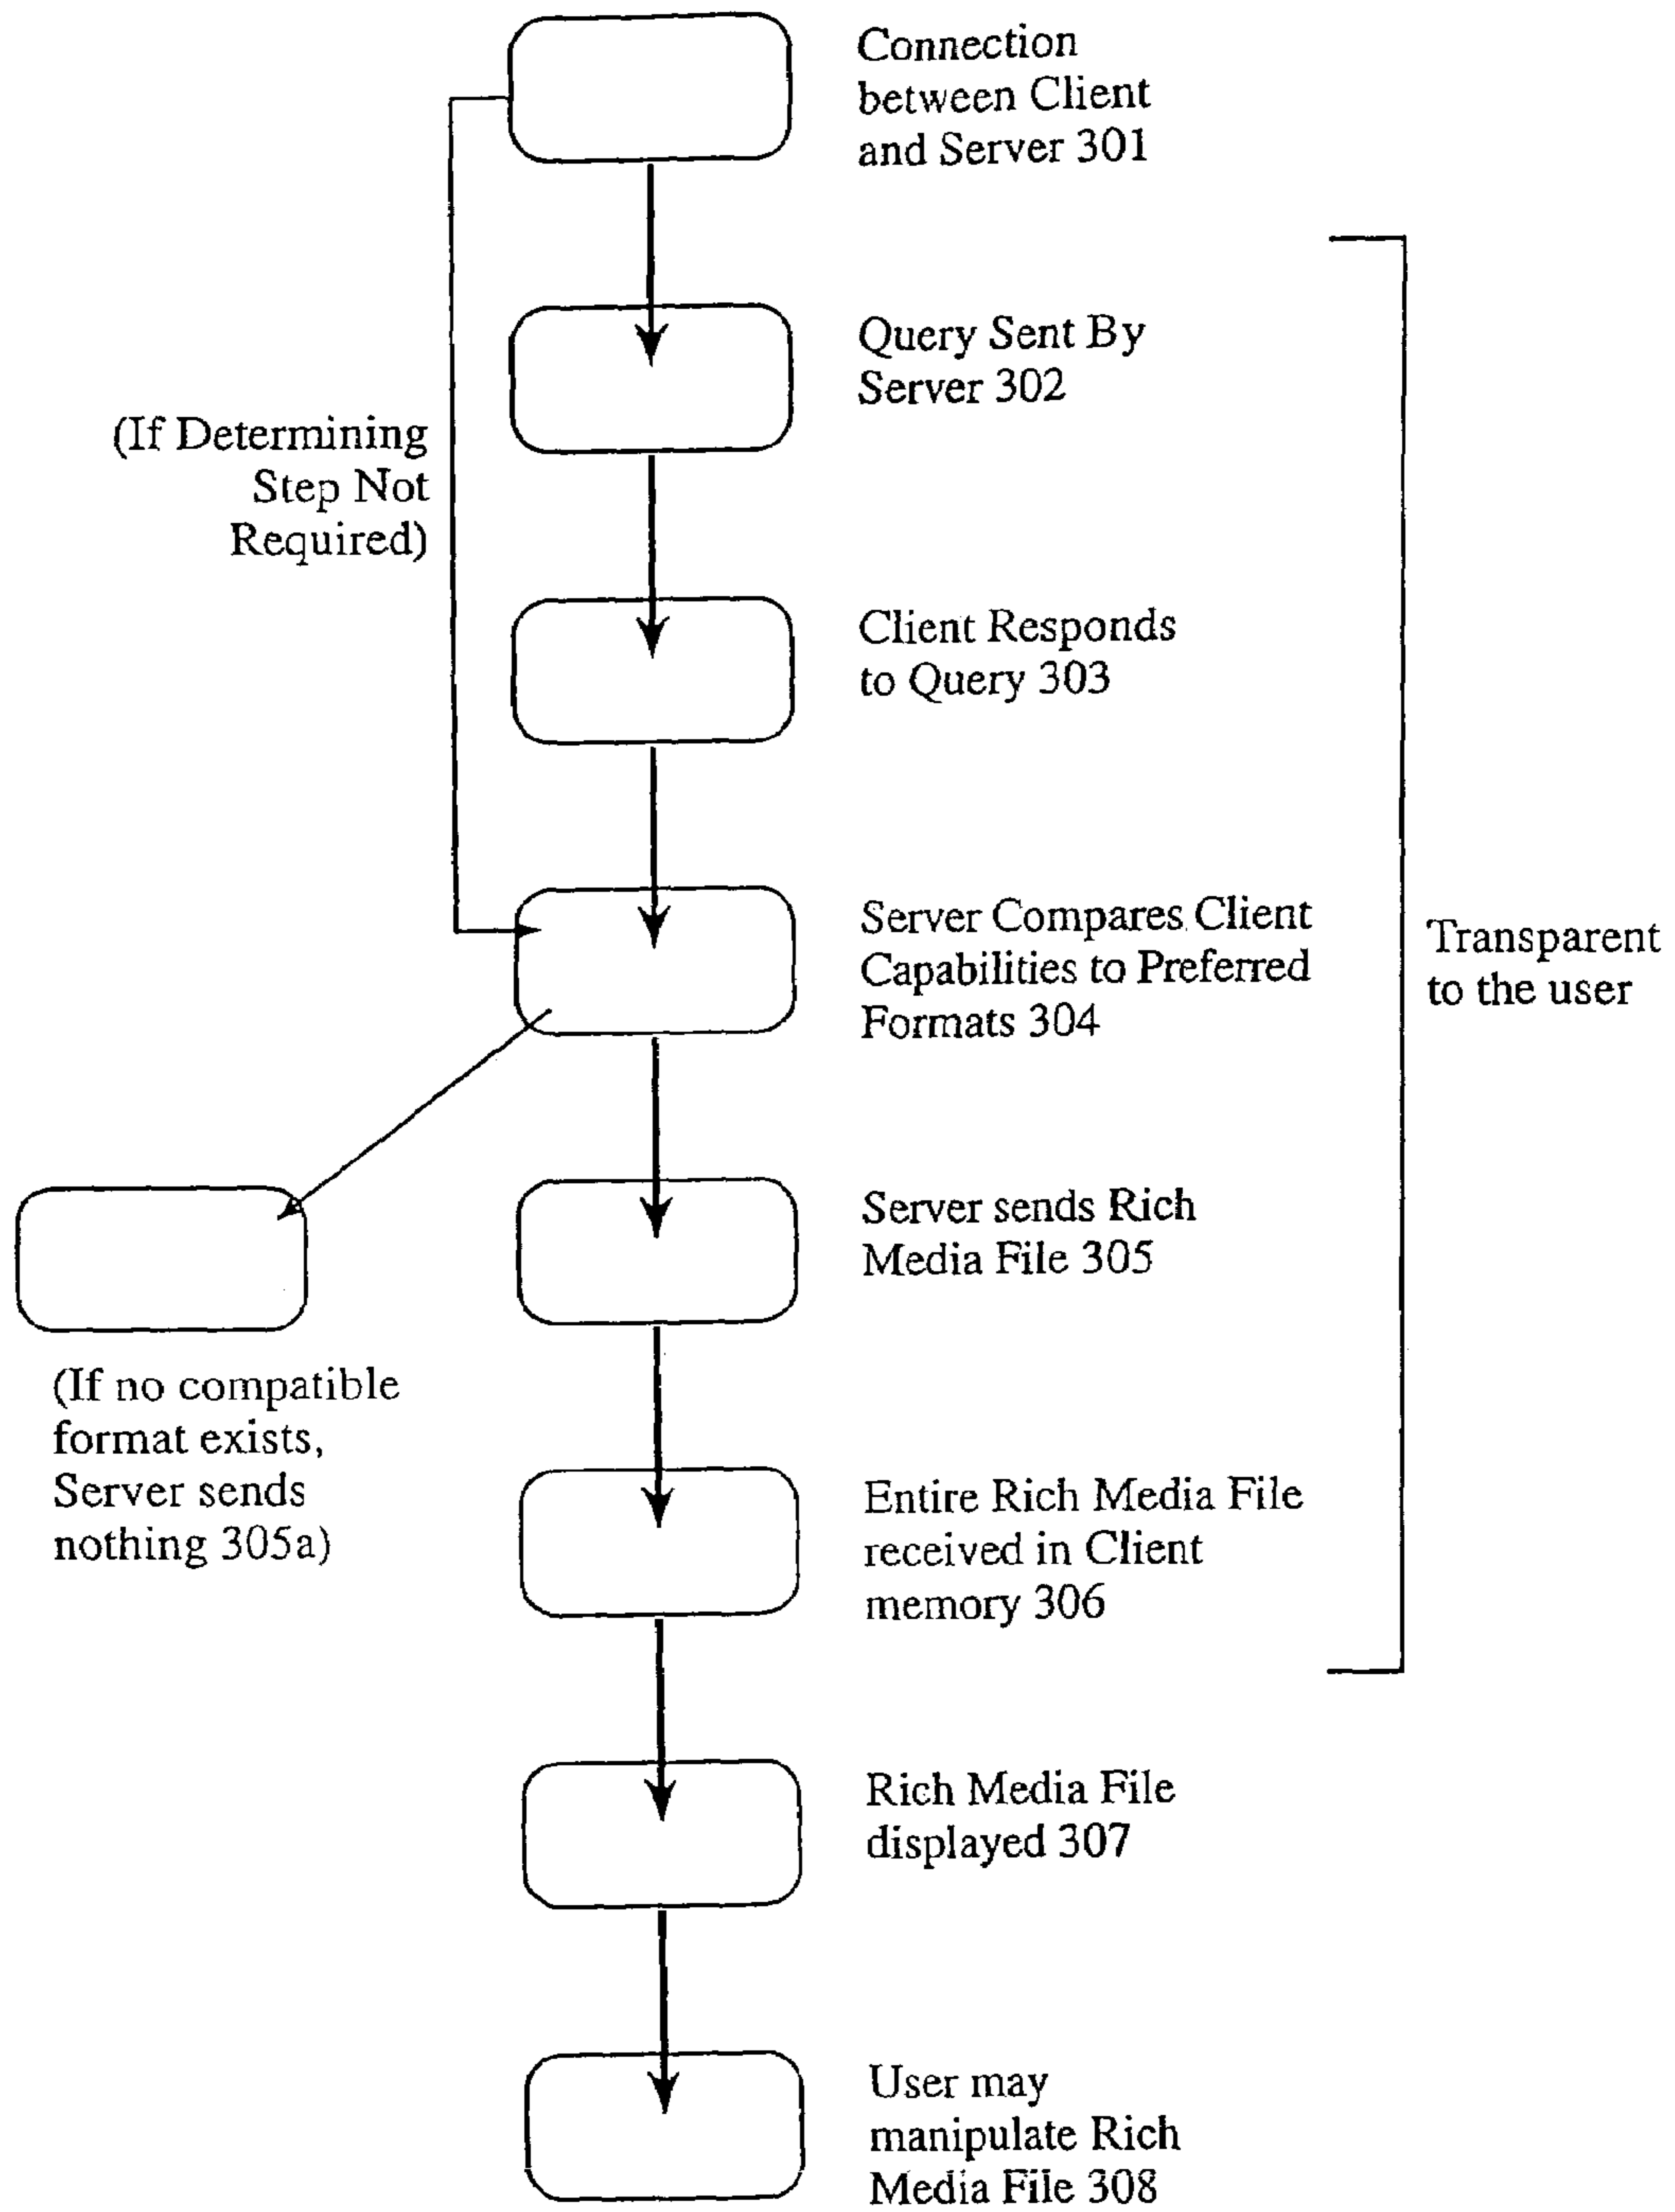 Connection
between Client
and Server 301
Query Sent By
Server 302
(If Determining
Step Not
Required)
Client Responds
to Query 303
Server Compares Client
Capabilities to Preferred
Formats 304
Transparent
to the user
Server sends Rich
Media File 305
(If no compatible
format exists,
Server sends
nothing 305a)
Entire Rich Media File
received in Client
memory 306
Rich Media File
displayed 307
User may
manipulate Rich
Media File 308